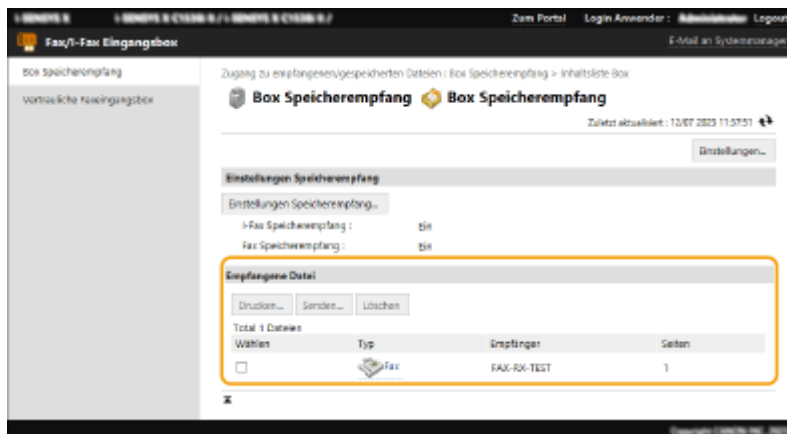 Zum Portal Login Anwender : Logout
Fax/I-Fax Eingangsbox
E-Mail an Systemmanager
Box Speicherempfang
Vertrauliche Faxeingangsbox
Zugang zu empfangenen/gespeicherten Dateien : Box Speicherempfang > Inhaltsliste Box
Box Speicherempfang Box Speicherempfang
Zuletzt aktualisiert : 12/07 2023 11:57:51
Einstellungen...
Einstellungen Speicherempfang
Einstellungen Speicherempfang...
I-Fax Speicherempfang : Ein
Fax Speicherempfang : Ein
Empfangene Datei
Drucken... Senden... Löschen
Total 1 Dateien
Wählen Typ Empfänger Seiten
Fax FAX-RX-TEST 1